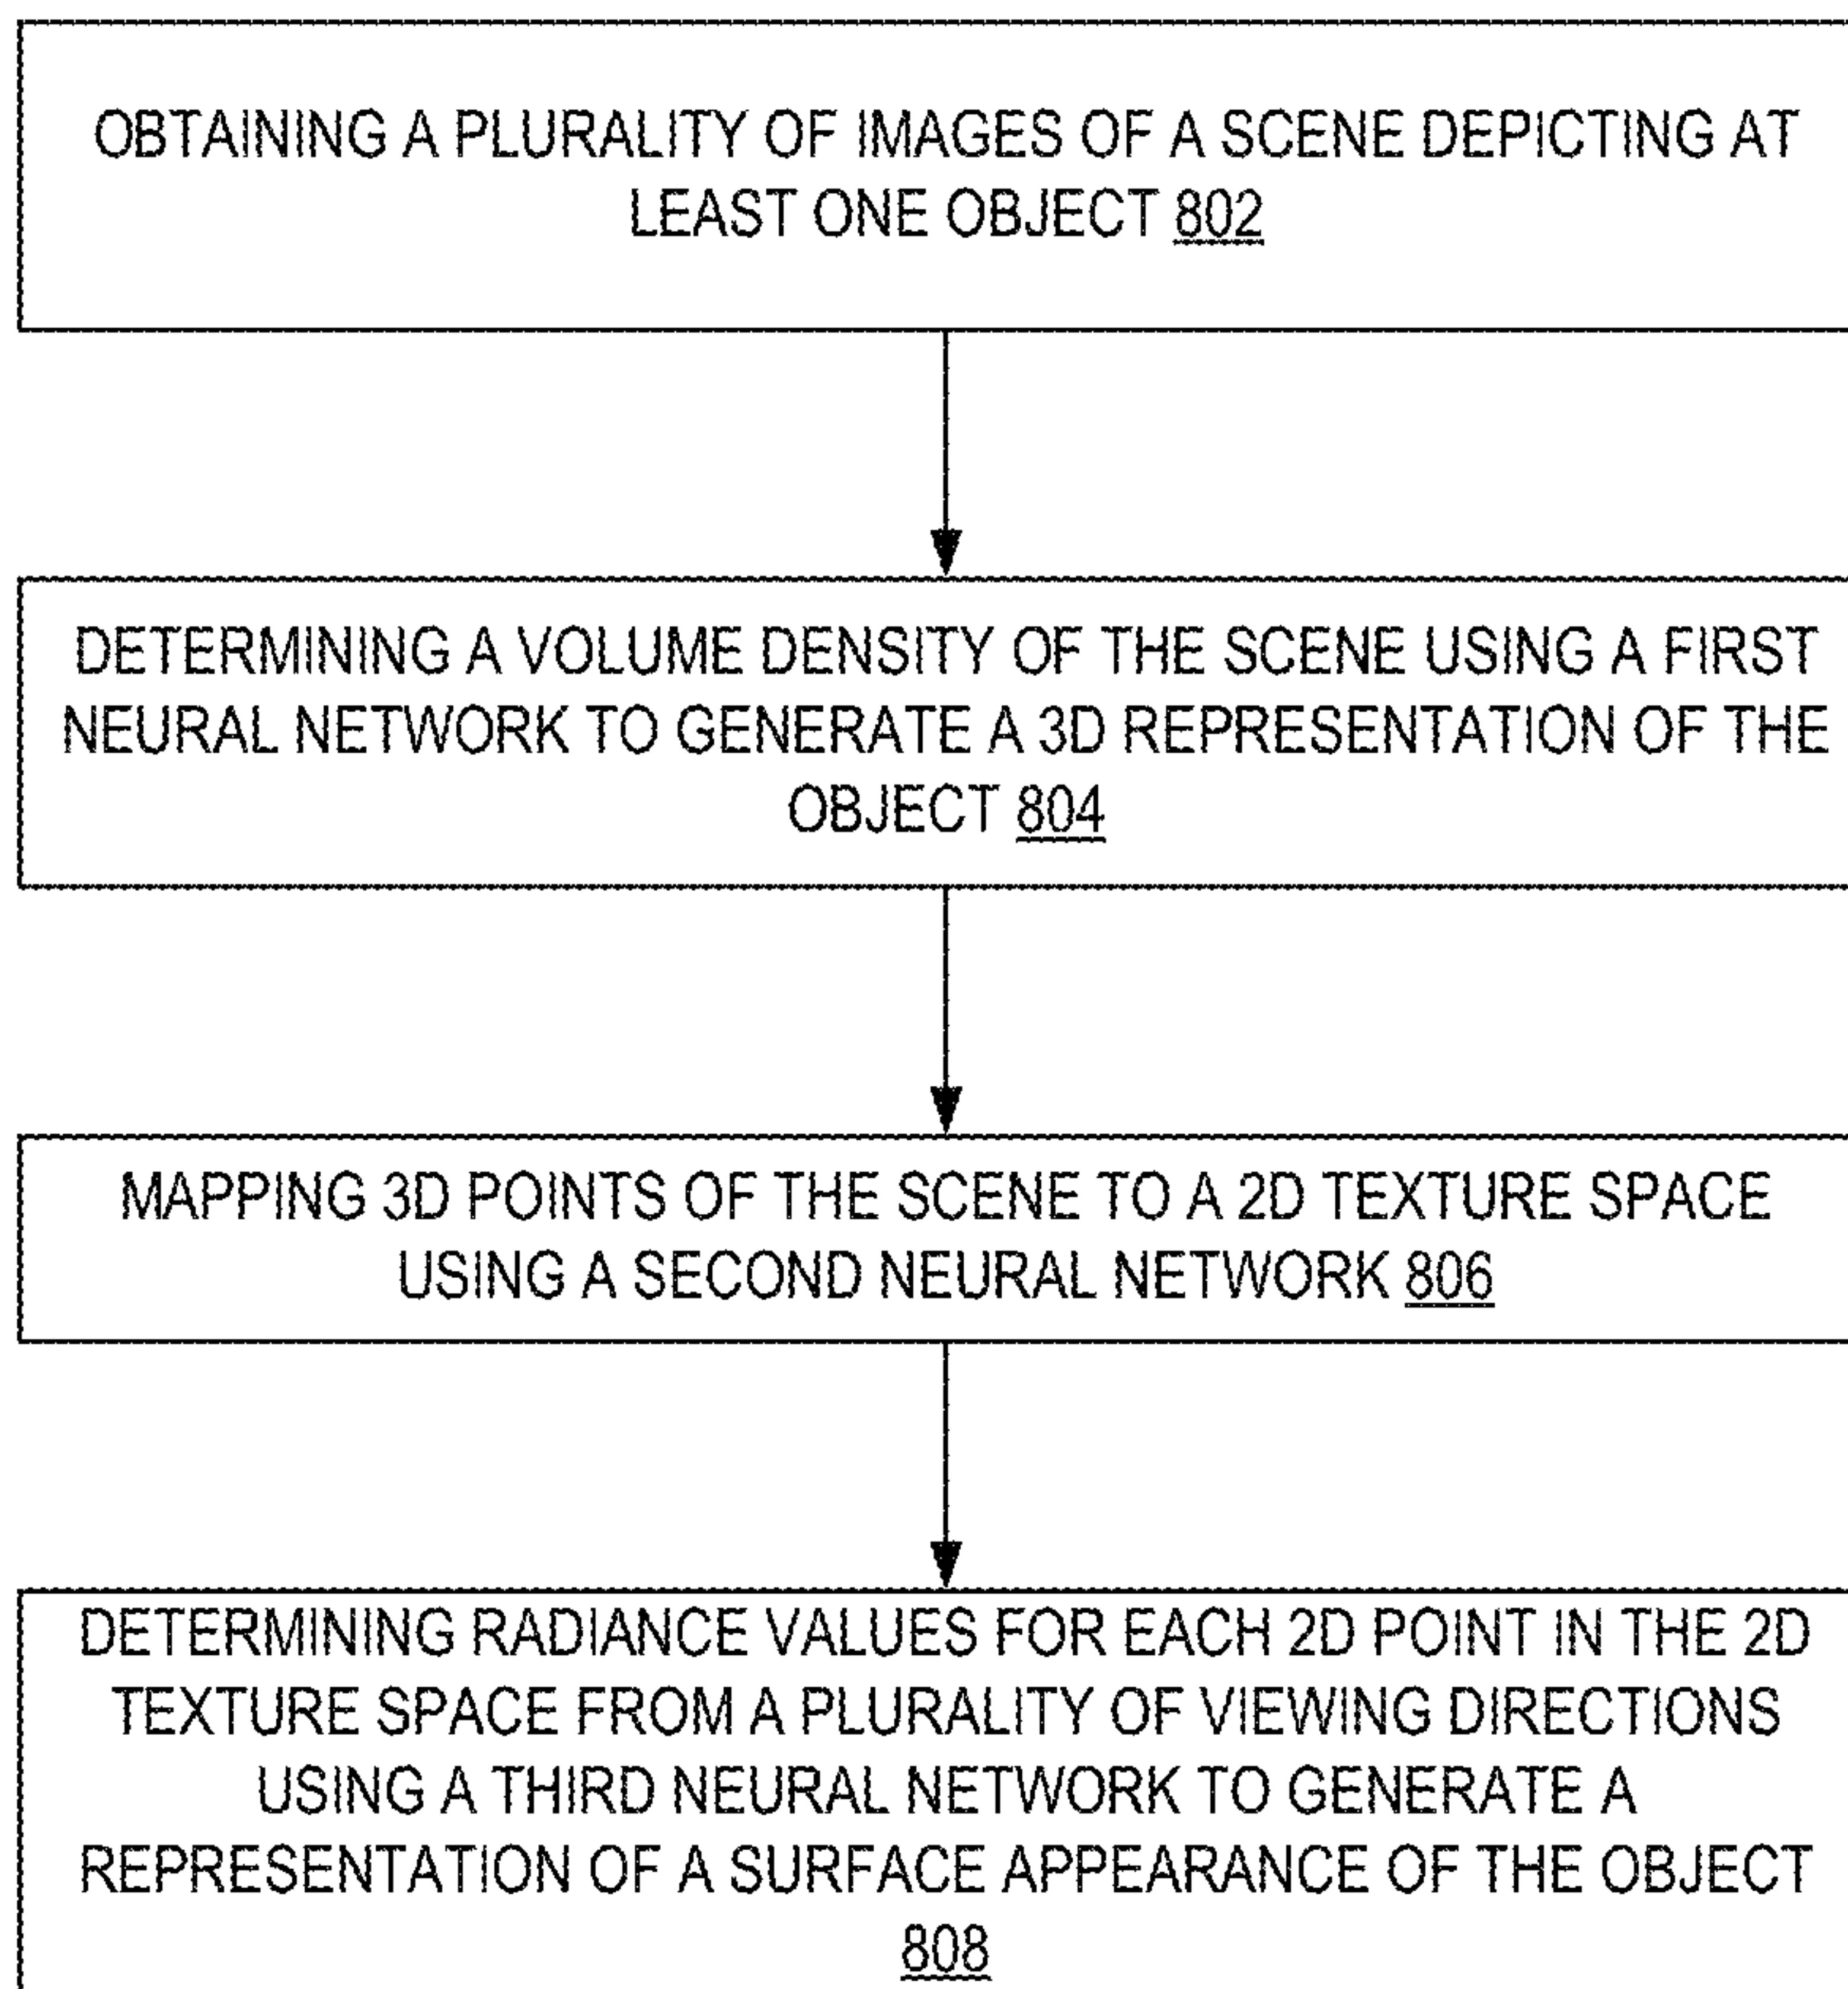 OBTAINING A PLURALITY OF IMAGES OF A SCENE DEPICTING AT
LEAST ONE OBJECT 802
DETERMINING A VOLUME DENSITY OF THE SCENE USING A FIRST
NEURAL NETWORK TO GENERATE A 3D REPRESENTATION OF THE
OBJECT 804
MAPPING 3D POINTS OF THE SCENE TO A 2D TEXTURE SPACE
USING A SECOND NEURAL NETWORK 806
DETERMINING RADIANCE VALUES FOR EACH 2D POINT IN THE 2D
TEXTURE SPACE FROM A PLURALITY OF VIEWING DIRECTIONS
USING A THIRD NEURAL NETWORK TO GENERATE A
REPRESENTATION OF A SURFACE APPEARANCE OF THE OBJECT
808